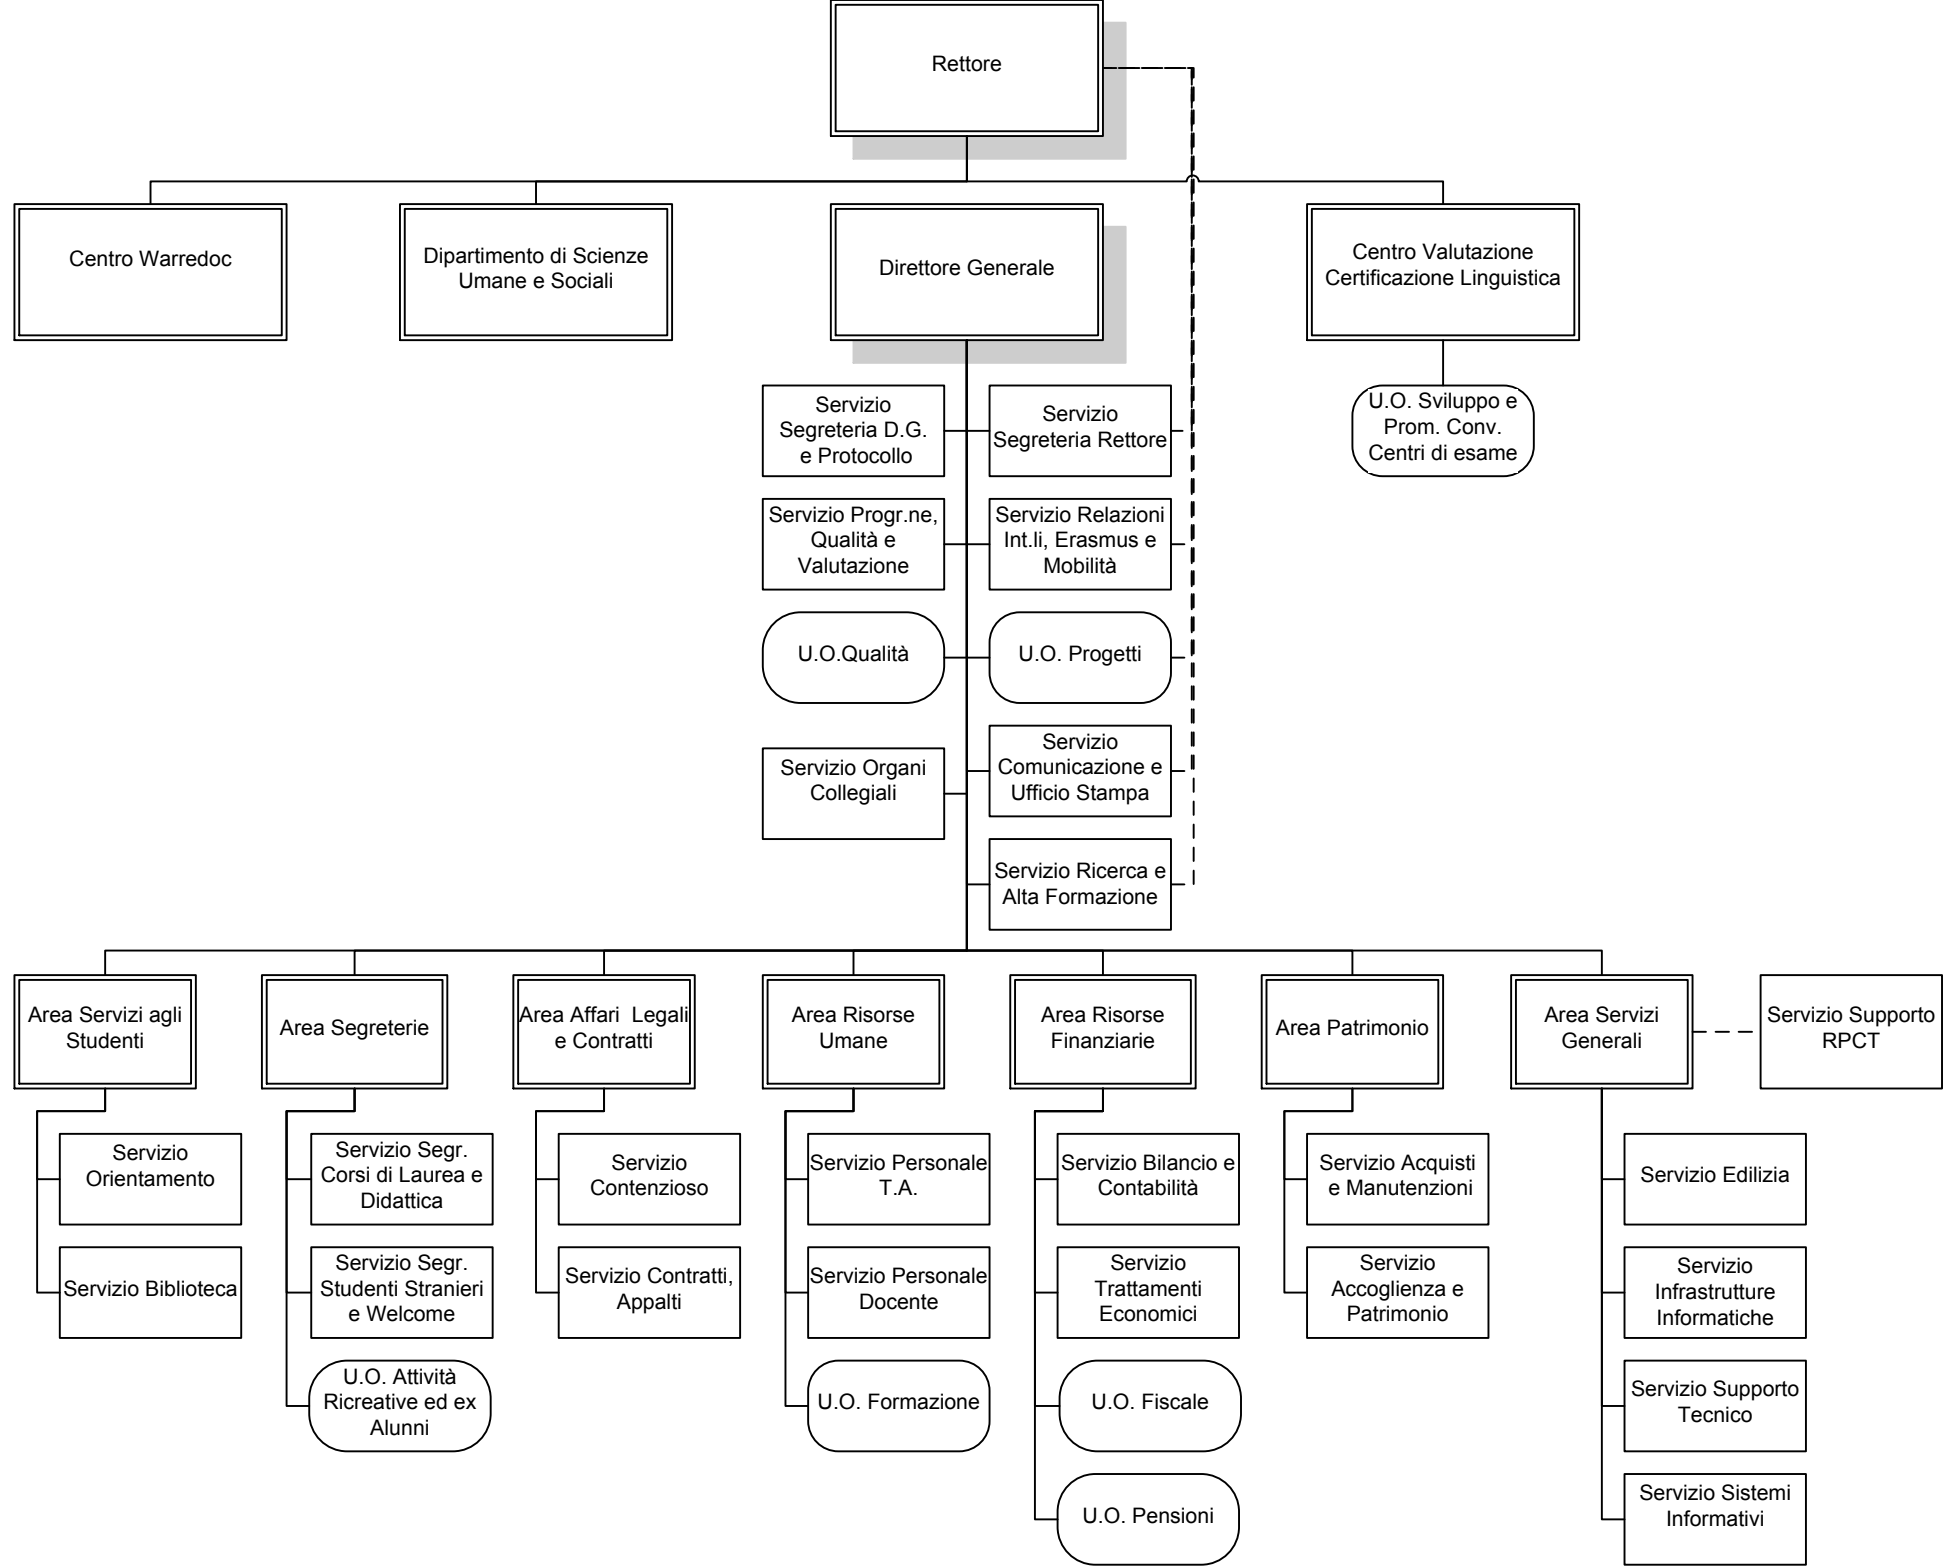 Rettore
Centro Warredoc
Dipartimento di Scienze
Umane e Sociali
Direttore Generale
Centro Valutazione
Certificazione Linguistica
U.O. Sviluppo e
Prom. Conv.
Centri di esame
Servizio
Segreteria D.G.
e Protocollo
Servizio
Segreteria Rettore
Servizio Progr.ne,
Qualità e
Valutazione
Servizio Relazioni
Int.li, Erasmus e
Mobilità
U.O.Qualità
U.O. Progetti
Servizio Organi
Collegiali
Servizio
Comunicazione e
Ufficio Stampa
Servizio Ricerca e
Alta Formazione
Area Servizi agli
Studenti
Area Segreterie
Area Affari  Legali
e Contratti
Area Risorse
Umane
Area Risorse
Finanziarie
Area Patrimonio
Area Servizi
Generali
Servizio Supporto
RPCT
Servizio
Orientamento
Servizio Biblioteca
Servizio Segr.
Corsi di Laurea e
Didattica
Servizio Segr.
Studenti Stranieri
e Welcome
U.O. Attività
Ricreative ed ex
Alunni
Servizio
Contenzioso
Servizio Contratti,
Appalti
Servizio Personale
T.A.
Servizio Personale
Docente
U.O. Formazione
Servizio Bilancio e
Contabilità
Servizio
Trattamenti
Economici
U.O. Fiscale
U.O. Pensioni
Servizio Acquisti
e Manutenzioni
Servizio
Accoglienza e
Patrimonio
Servizio Edilizia
Servizio
Infrastrutture
Informatiche
Servizio Supporto
Tecnico
Servizio Sistemi
Informativi